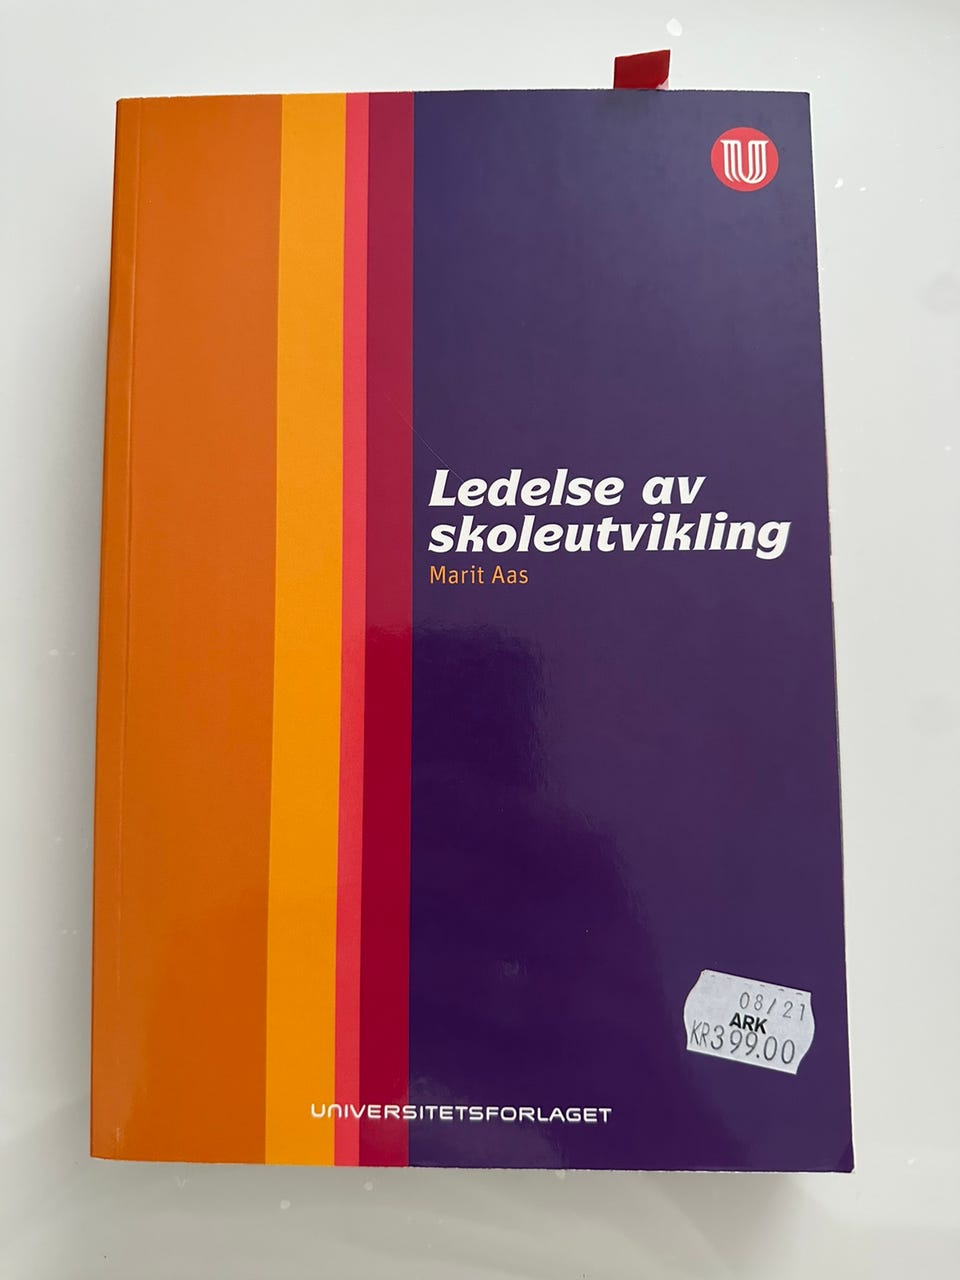 U
Ledelse av
skoleutvikling
Marit Aas
08/21
ARK
KR399.00
UNIVERSITETSFORLAGET